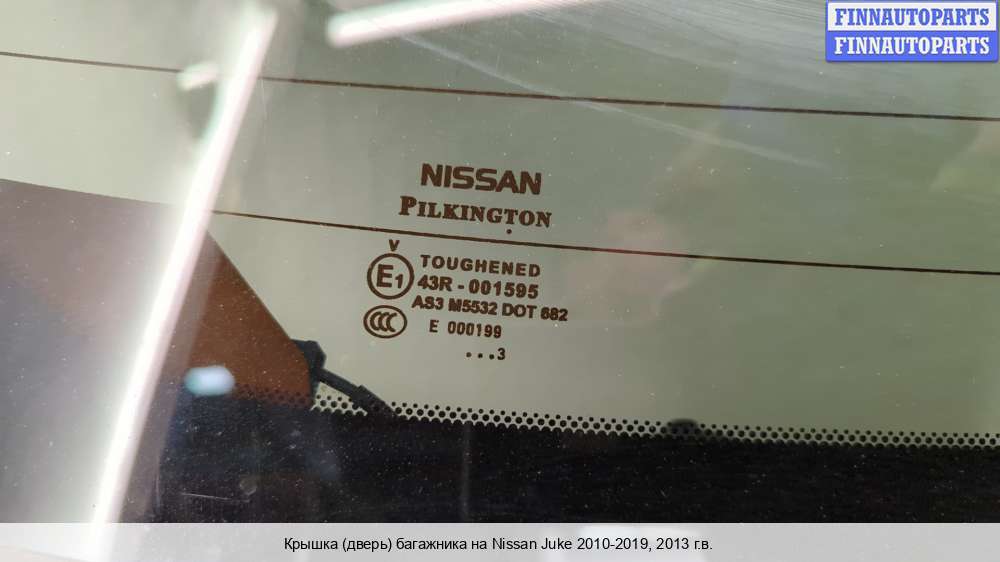 FINNAUTOPARTS
FINNAUTOPARTS
NISSAN
PILKINGTON
V
E1
TOUGHENED
43R - 001595
AS3 M5532 DOT 682
CCC
E 000199
...3
Крышка (дверь) багажника на Nissan Juke 2010-2019, 2013 г.в.